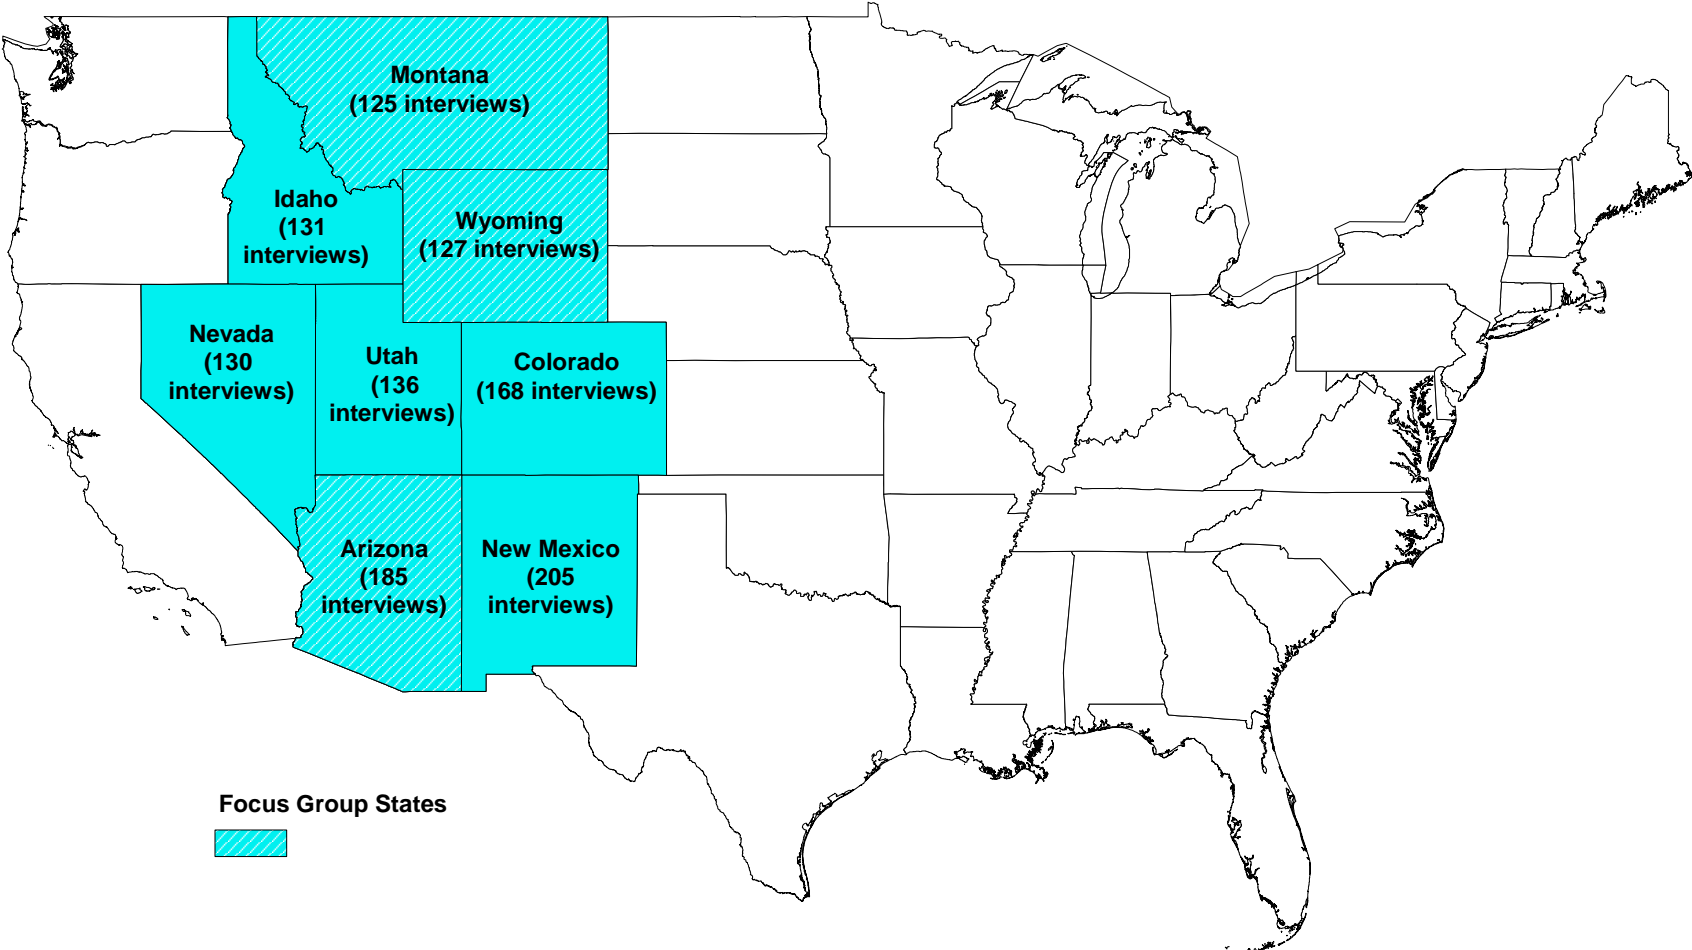 Montana
(125 interviews)
Idaho
(131
interviews)
Wyoming
(127 interviews)
Nevada
(130
interviews)
Utah
(136
interviews)
Colorado
(168 interviews)
Arizona
(185
interviews)
New Mexico
(205
interviews)
Focus Group States